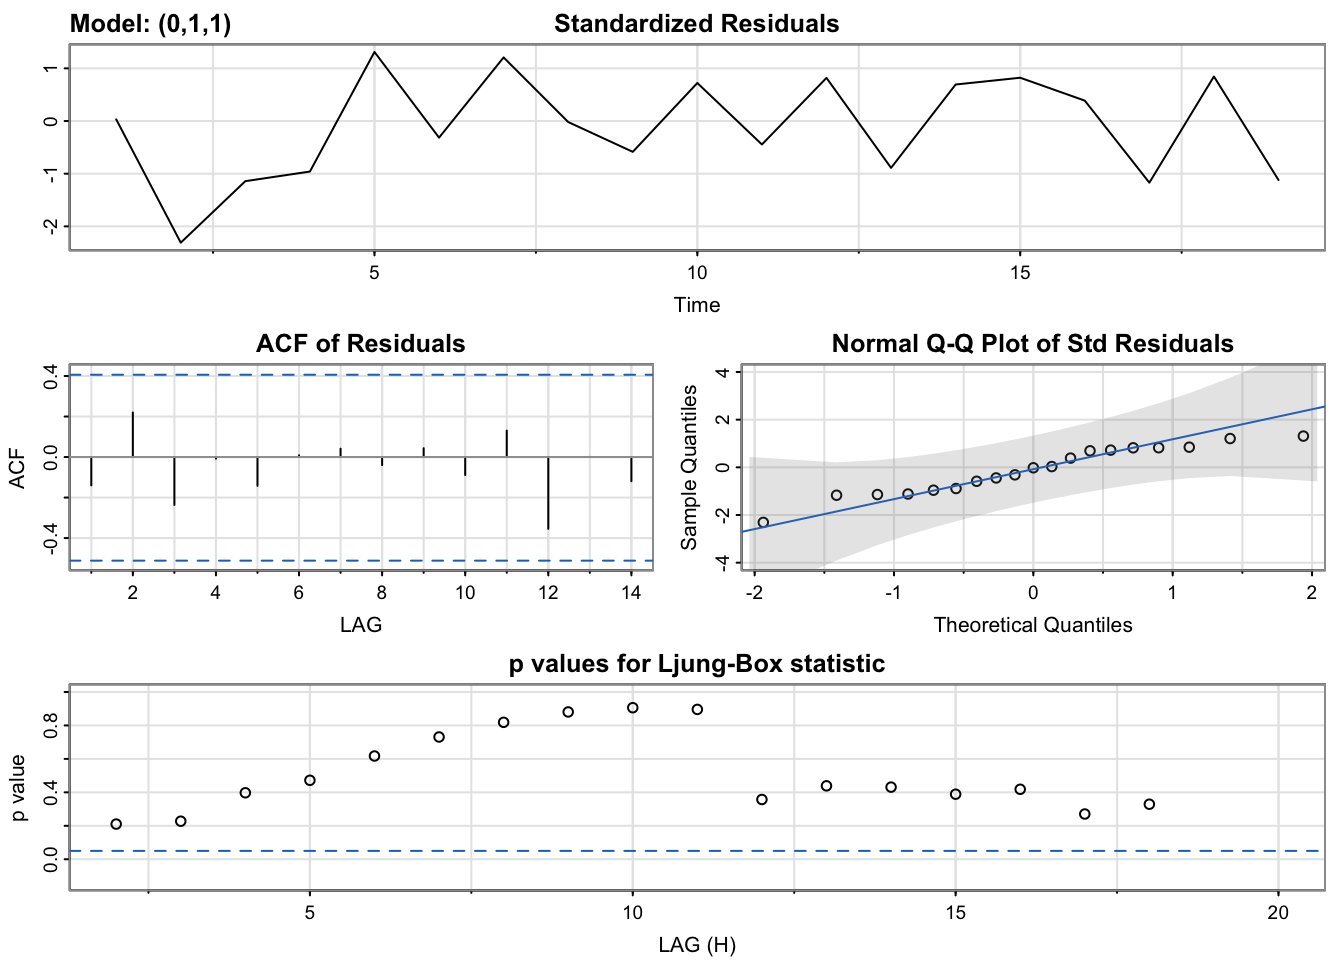 Model: (0,1,1) Standardized Residuals
1
0
-1
-2
5 10 15
Time
ACF of Residuals
0.4
0.0
-0.4
ACF
2 4 6 8 10 12 14
LAG
Normal Q-Q Plot of Std Residuals
4
2
0
-2
-4
Sample Quantiles
-2 -1 0 1 2
Theoretical Quantiles
p values for Ljung-Box statistic
0.8
0.4
0.0
p value
5 10 15 20
LAG (H)